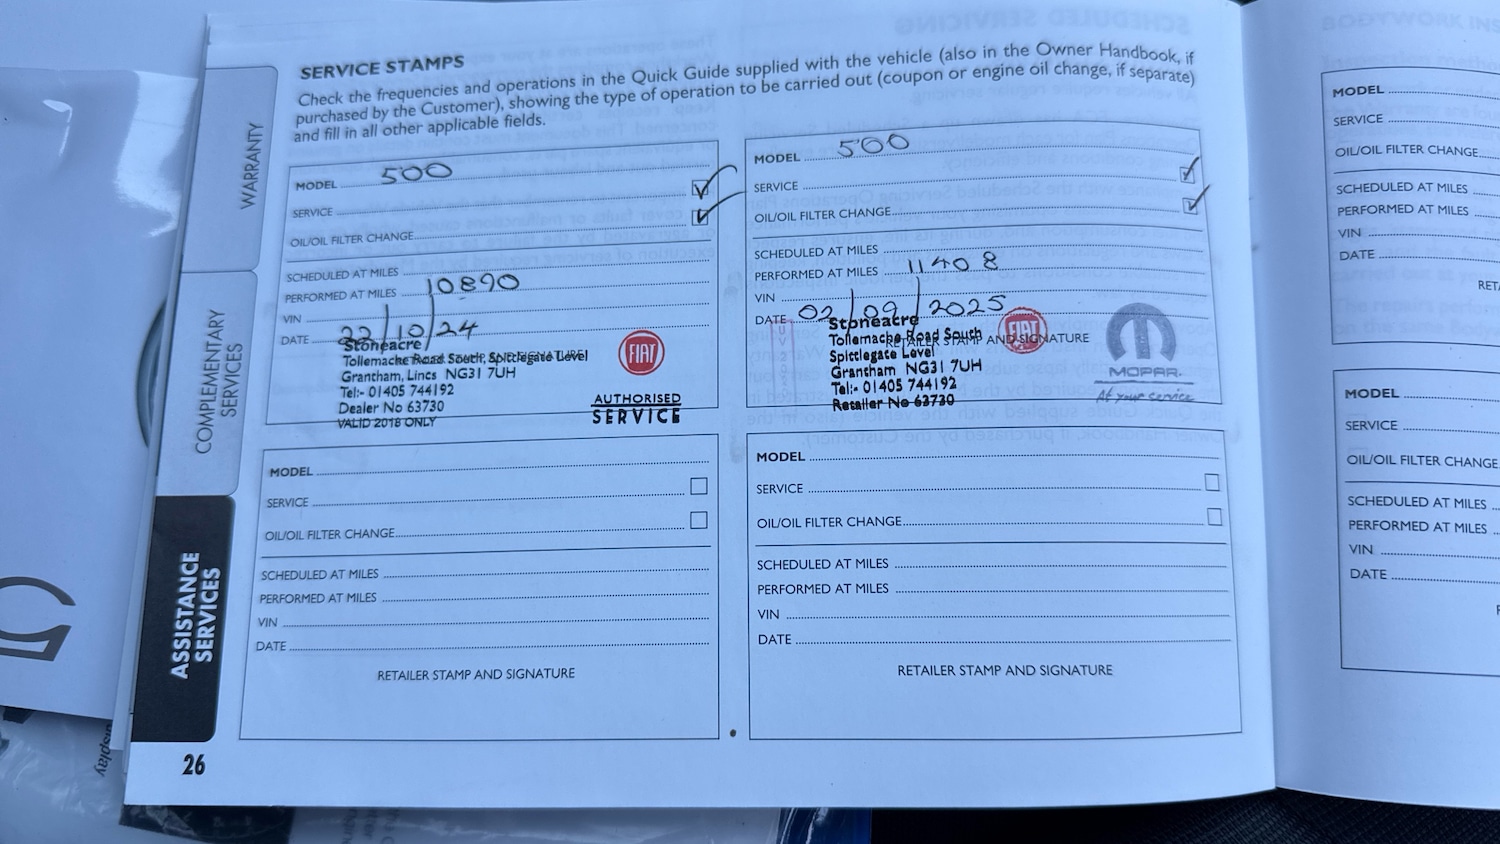 SERVICE STAMPS
Check the frequencies and operations in the Quick Guide supplied with the vehicle (also in the Owner Handbook, if
purchased by the Customer), showing the type of operation to be carried out (coupon or engine oil change, if separate)
and fill in all other applicable fields.
WARRANTY
COMPLEMENTARY
SERVICES
ASSISTANCE
SERVICES
MODEL 500
SERVICE
OIL/OIL FILTER CHANGE
SCHEDULED AT MILES
PERFORMED AT MILES 10890
VIN
DATE 22/10/24
Stoneacre
Tollemache Road South, Spittlegate Level
Grantham, Lincs NG31 7UH
Tel:- 01405 744192
Dealer No 63730
VALID 2018 ONLY
FIAT
AUTHORISED
SERVICE
MODEL 500
SERVICE
OIL/OIL FILTER CHANGE
SCHEDULED AT MILES
PERFORMED AT MILES 11408
VIN
DATE 02/09/2025
RETAILER STAMP AND SIGNATURE
Stoneacre
Tollemache Road South
Spittlegate Level
Grantham NG31 7UH
Tel:- 01405 744192
Retailer No 63730
FIAT
MOPAR
At your service
MODEL
SERVICE
OIL/OIL FILTER CHANGE
SCHEDULED AT MILES
PERFORMED AT MILES
VIN
DATE
RETAILER STAMP AND SIGNATURE
MODEL
SERVICE
OIL/OIL FILTER CHANGE
SCHEDULED AT MILES
PERFORMED AT MILES
VIN
DATE
RETAILER STAMP AND SIGNATURE
26
MODEL
SERVICE
OIL/OIL FILTER CHANGE
SCHEDULED AT MILES
PERFORMED AT MILES
VIN
DATE
MODEL
SERVICE
OIL/OIL FILTER CHANGE
SCHEDULED AT MILES
PERFORMED AT MILES
VIN
DATE